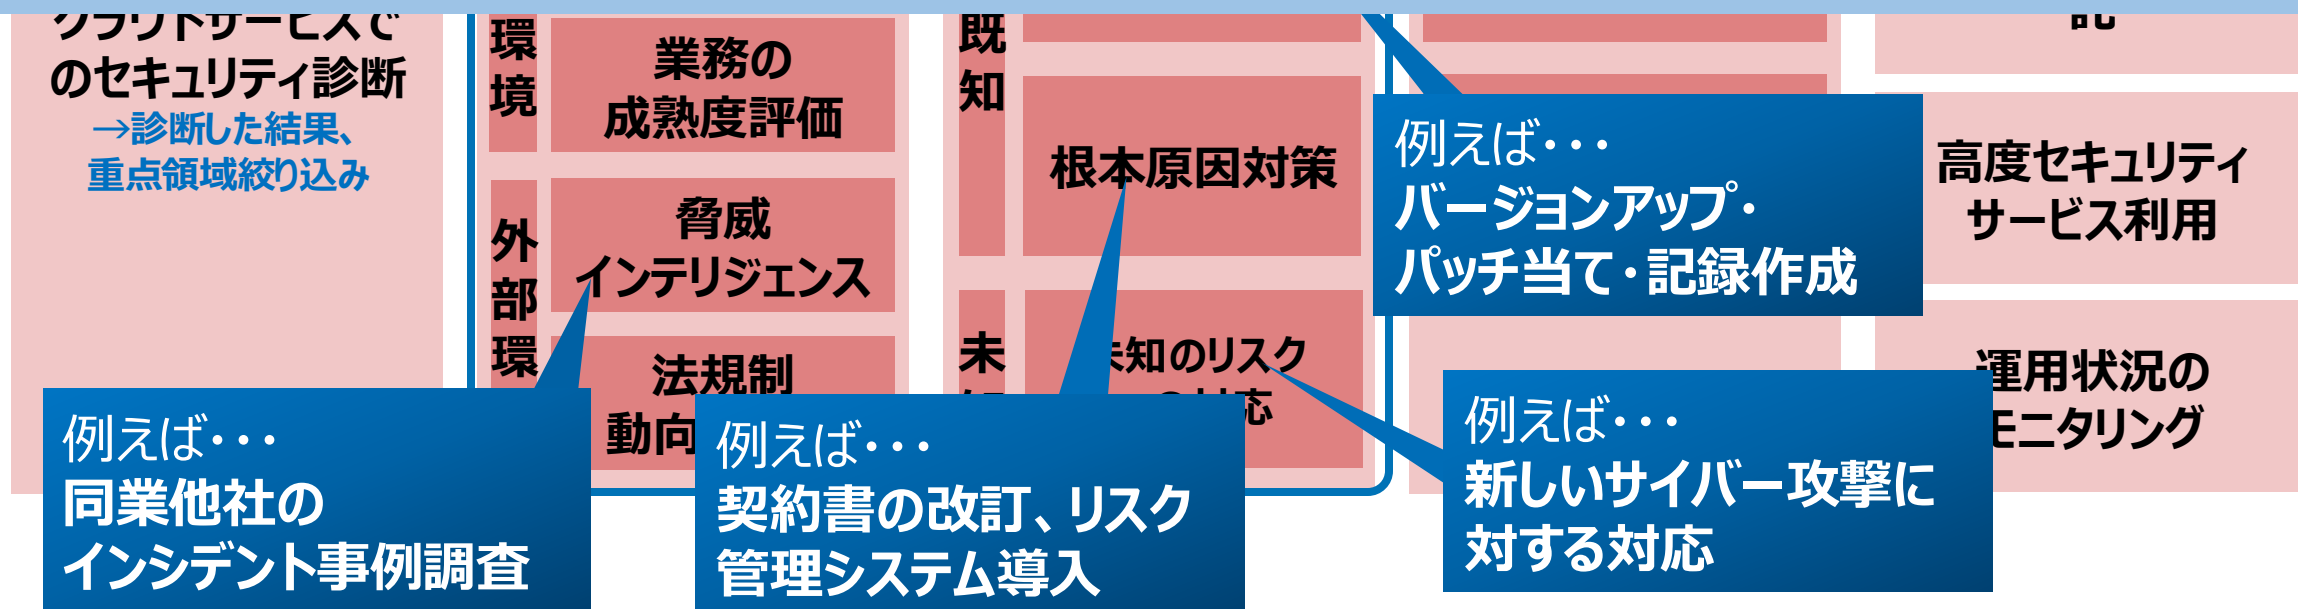 クラウドサービスで
のセキュリティ診断
→診断した結果、
重点領域絞り込み
環
境
業務の
成熟度評価
外
部
環
脅威
インテリジェンス
法規制
動向
既
知
根本原因対策
未
未知のリスク
対応
高度セキュリティ
サービス利用
運用状況の
モニタリング
例えば･･･
バージョンアップ・
パッチ当て・記録作成
例えば･･･
同業他社の
インシデント事例調査
例えば･･･
契約書の改訂、リスク
管理システム導入
例えば･･･
新しいサイバー攻撃に
対する対応